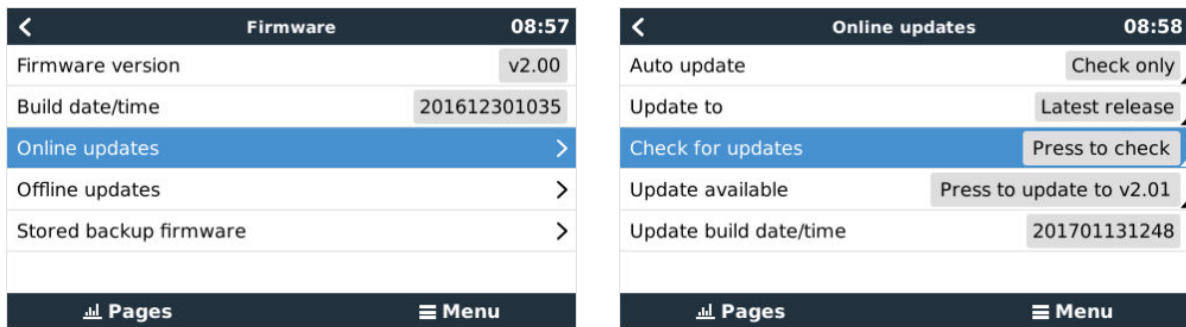 Firmware 08:57
Firmware version v2.00
Build date/time 201612301035
Online updates
Offline updates
Stored backup firmware
Pages Menu
Online updates 08:58
Auto update Check only
Update to Latest release
Check for updates Press to check
Update available Press to update to v2.01
Update build date/time 201701131248
Pages Menu